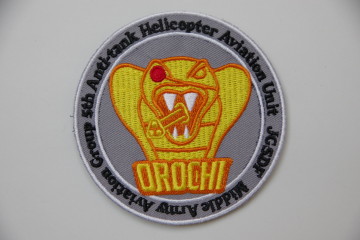 5th Anti-tank Helicopter Aviation Unit JGSDF Middle Army Aviation Group
OROCHI